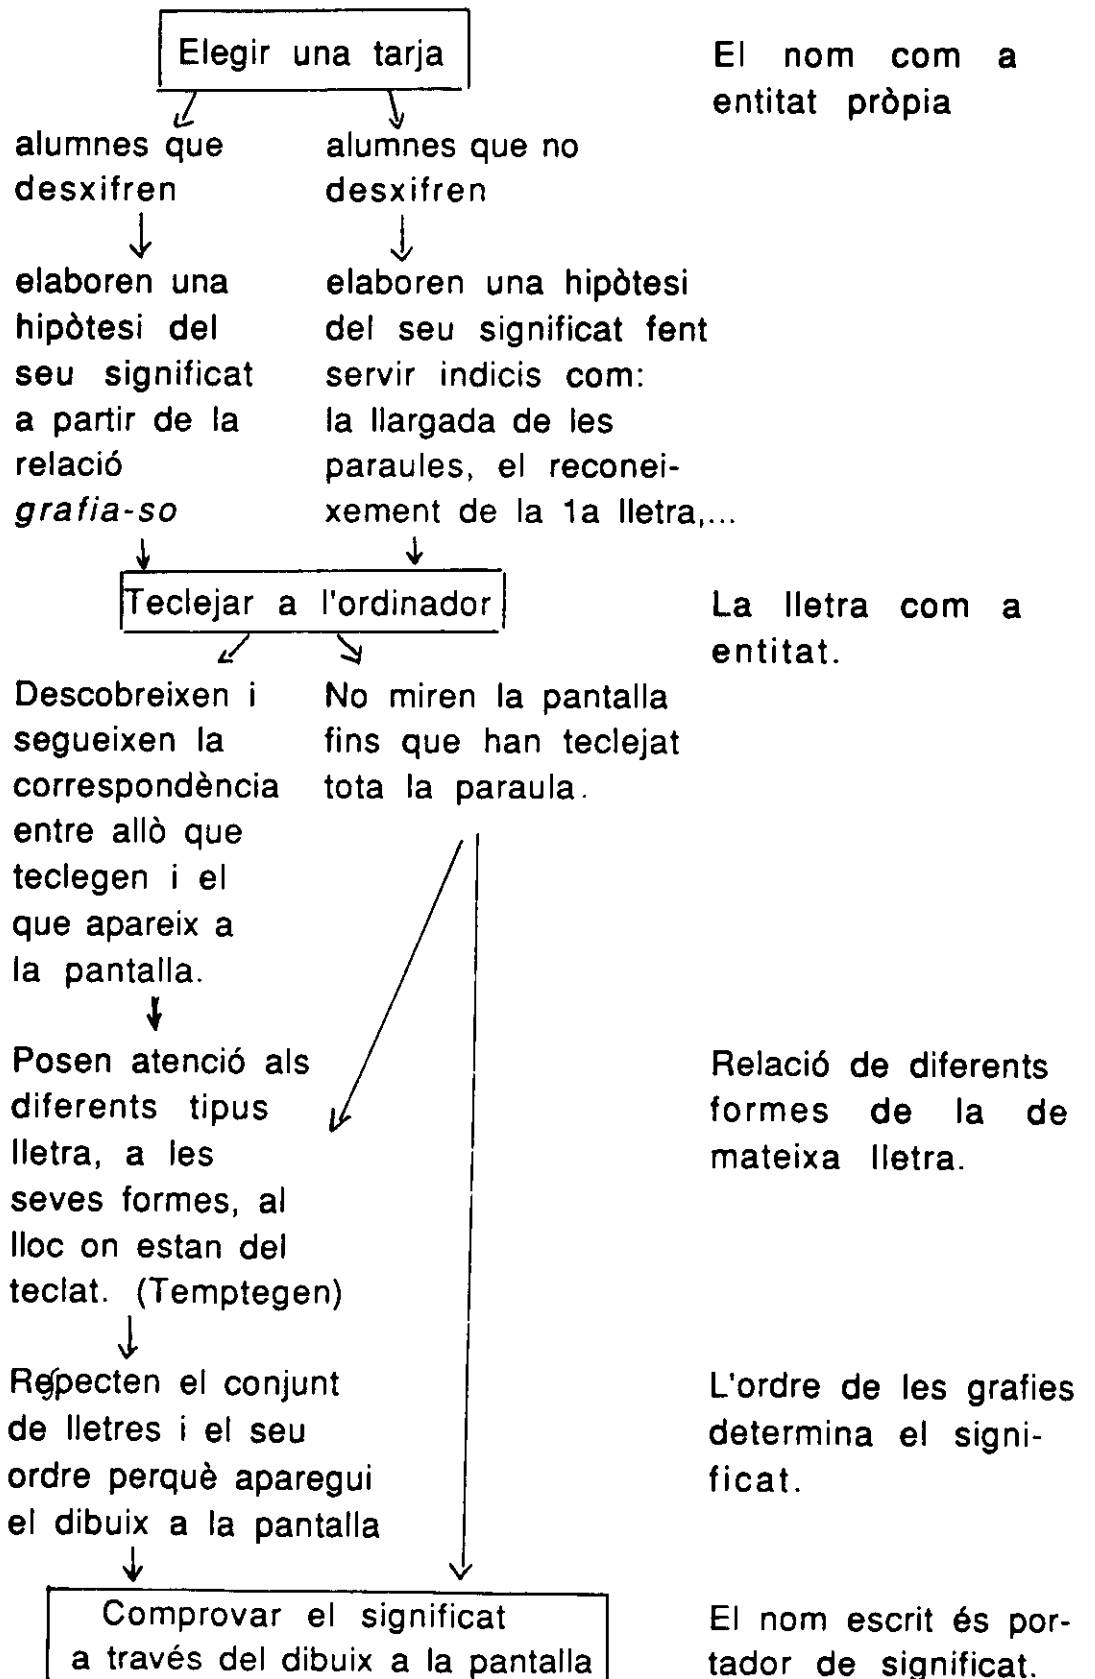 Elegir una tarja
El nom com a
entitat pròpia
alumnes que
desxifren
alumnes que no
desxifren
elaboren una
hipòtesi del
seu significat
a partir de la
relació
grafia-so
elaboren una hipòtesi
del seu significat fent
servir indicis com:
la llargada de les
paraules, el reconei-
xement de la 1a lletra,...
Teclejar a l'ordinador
La lletra com a
entitat.
Descobreixen i
segueixen la
correspondència
entre allò que
teclegen i el
que apareix a
la pantalla.
No miren la pantalla
fins que han teclejat
tota la paraula.
Posen atenció als
diferents tipus
lletra, a les
seves formes, al
lloc on estan del
teclat. (Temptegen)
Relació de diferents
formes de la de
mateixa lletra.
Respecten el conjunt
de lletres i el seu
ordre perquè aparegui
el dibuix a la pantalla
L'ordre de les grafies
determina el signi-
ficat.
Comprovar el significat
a través del dibuix a la pantalla
El nom escrit és por-
tador de significat.